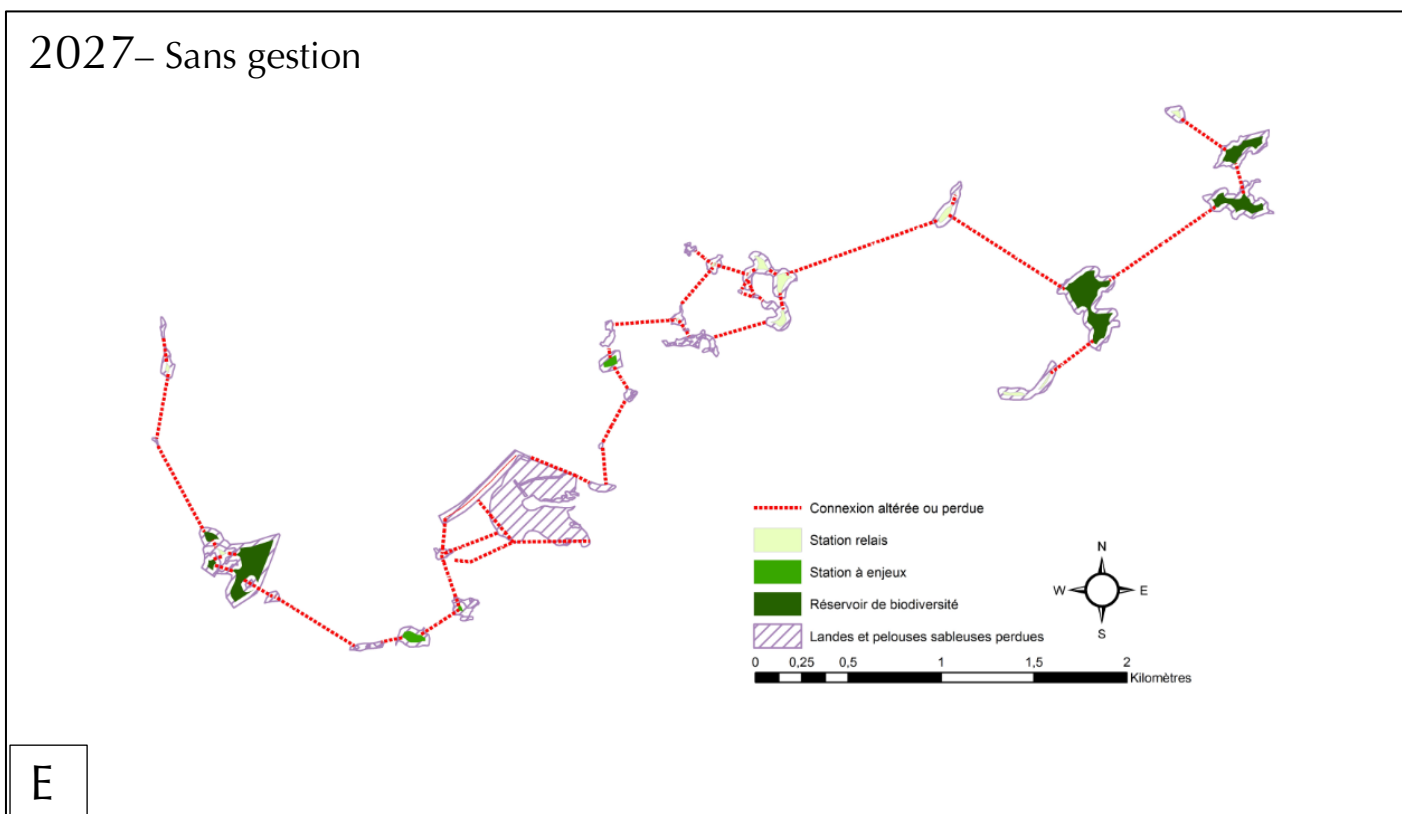 2027– Sans gestion
Connexion altérée ou perdue
Station relais
Station à enjeux
Réservoir de biodiversité
Landes et pelouses sableuses perdues
N
W E
S
0 0,25 0,5 1 1,5 2
Kilomètres
E